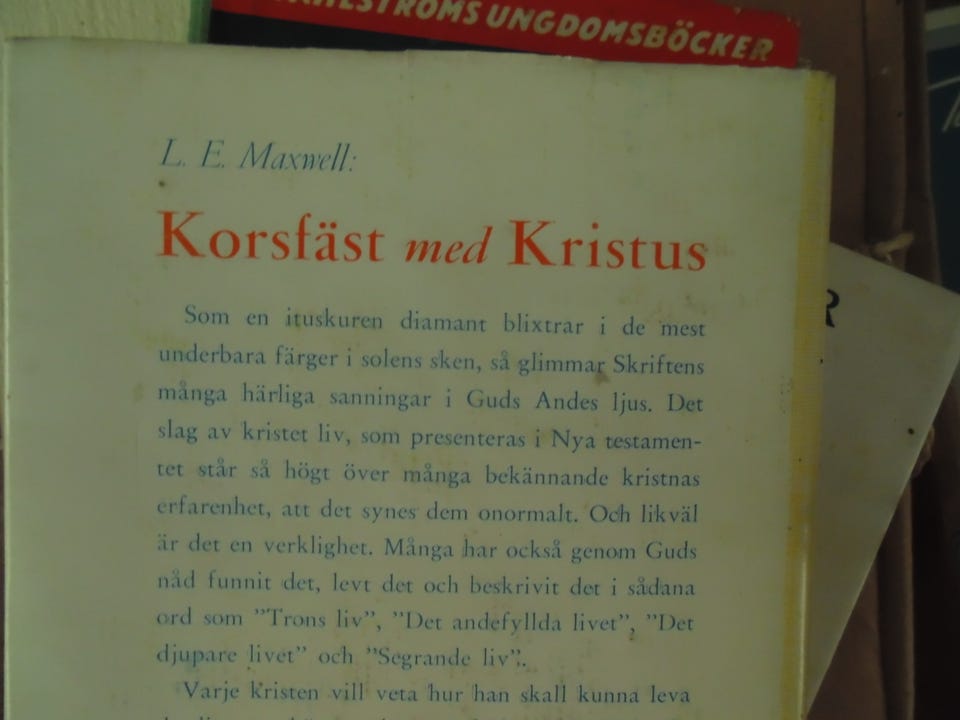 UNGDOMSBÖCKER
L. E. Maxwell:
Korsfäst med Kristus
Som en ituskuren diamant blixtrar i de mest
underbara färger i solens sken, så glimmar Skriftens
många härliga sanningar i Guds Andes ljus. Det
slag av kristet liv, som presenteras i Nya testamen-
tet står så högt över många bekännande kristnas
erfarenhet, att det synes dem onormalt. Och likväl
är det en verklighet. Många har också genom Guds
nåd funnit det, levt det och beskrivit det i sådana
ord som ”Trons liv”, ”Det andefyllda livet”, ”Det
djupare livet” och ”Segrande liv”.
Varje kristen vill veta hur han skall kunna leva
R